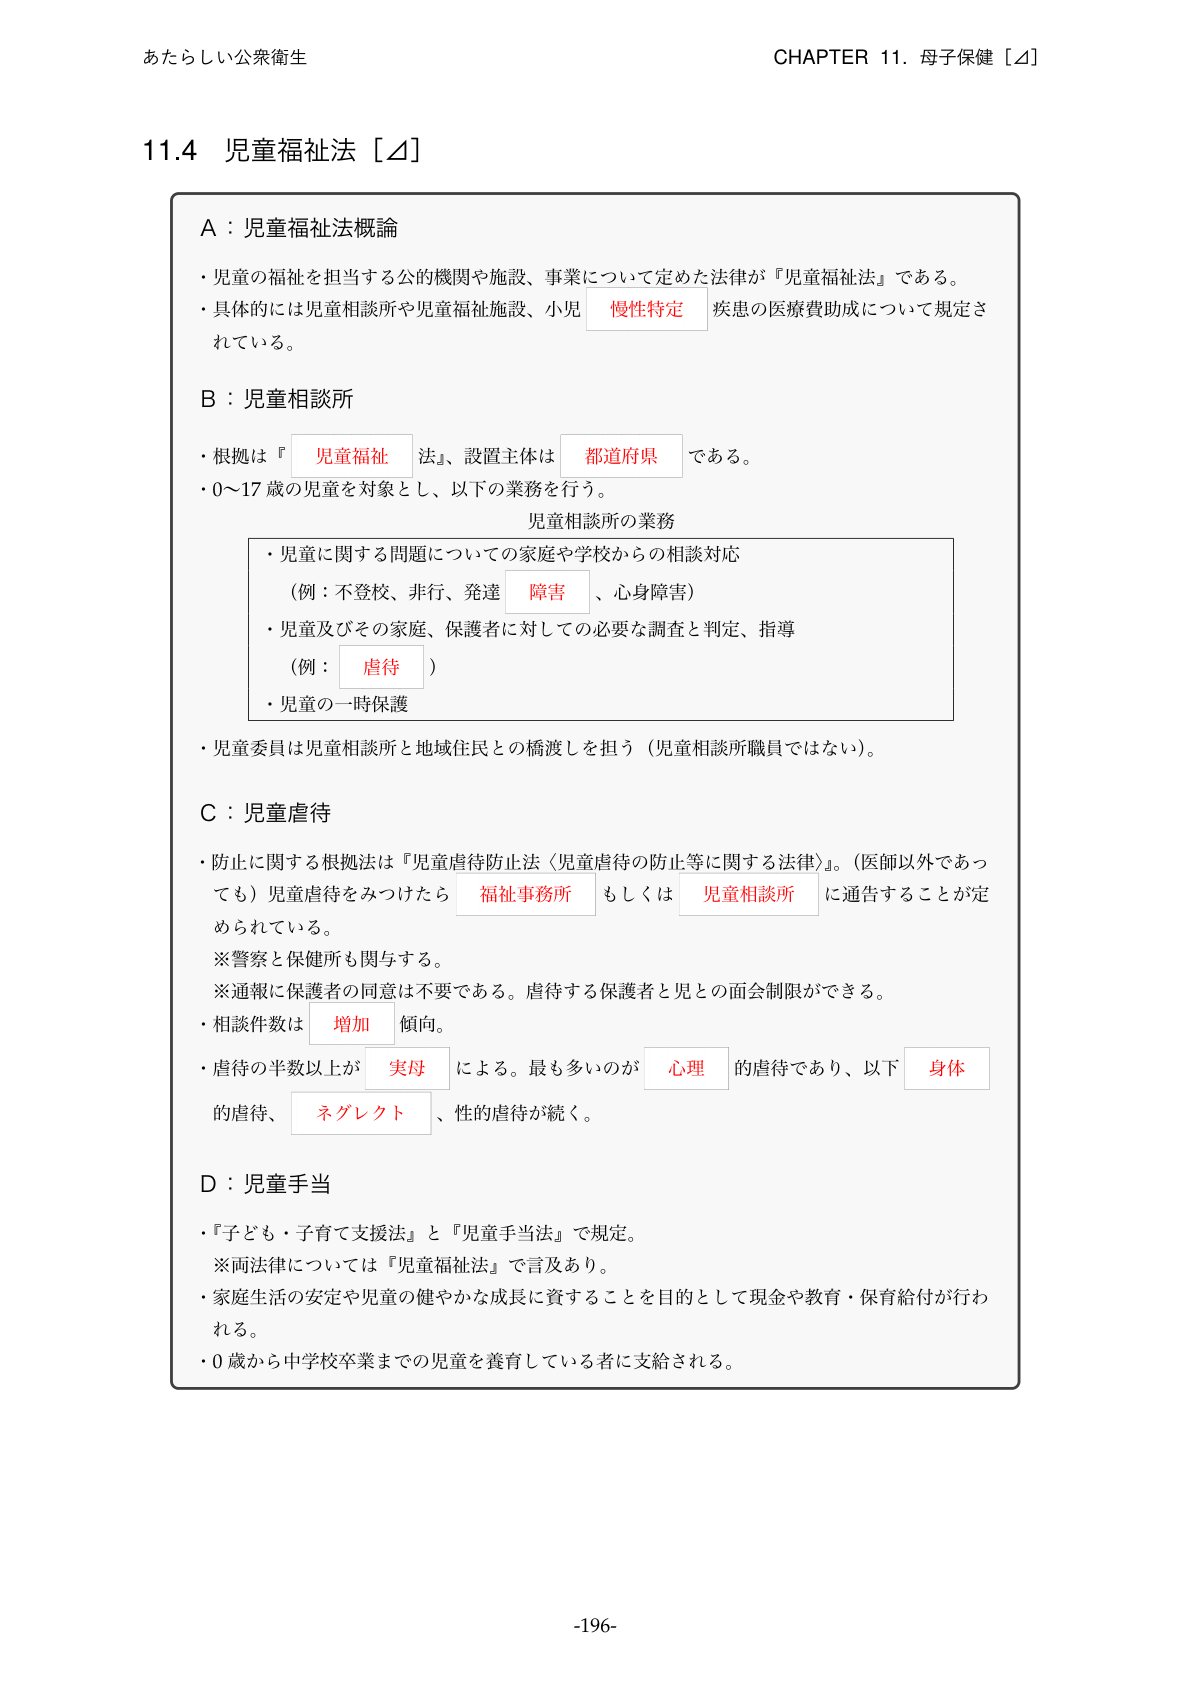 あたらしい公衆衛生
CHAPTER 11. 母子保健［⊿］
11.4 児童福祉法［⊿］
A：児童福祉法概論
・児童の福祉を担当する公的機関や施設、事業について定めた法律が『児童福祉法』である。
・具体的には児童相談所や児童福祉施設、小児 慢性特定 疾患の医療費助成について規定さ
れている。
B：児童相談所
・根拠は『 児童福祉 法』、設置主体は 都道府県 である。
・0〜17 歳の児童を対象とし、以下の業務を行う。
児童相談所の業務
・児童に関する問題についての家庭や学校からの相談対応
（例：不登校、非行、発達 障害 、心身障害）
・児童及びその家庭、保護者に対しての必要な調査と判定、指導
（例： 虐待 ）
・児童の一時保護
・児童委員は児童相談所と地域住民との橋渡しを担う（児童相談所職員ではない）。
C：児童虐待
・防止に関する根拠法は『児童虐待防止法〈児童虐待の防止等に関する法律〉』。（医師以外であっ
ても）児童虐待をみつけたら 福祉事務所 もしくは 児童相談所 に通告することが定
められている。
※警察と保健所も関与する。
※通報に保護者の同意は不要である。虐待する保護者と児との面会制限ができる。
・相談件数は 増加 傾向。
・虐待の半数以上が 実母 による。最も多いのが 心理 的虐待であり、以下 身体
的虐待、 ネグレクト 、性的虐待が続く。
D：児童手当
・『子ども・子育て支援法』と『児童手当法』で規定。
※両法律については『児童福祉法』で言及あり。
・家庭生活の安定や児童の健やかな成長に資することを目的として現金や教育・保育給付が行わ
れる。
・0 歳から中学校卒業までの児童を養育している者に支給される。
-196-